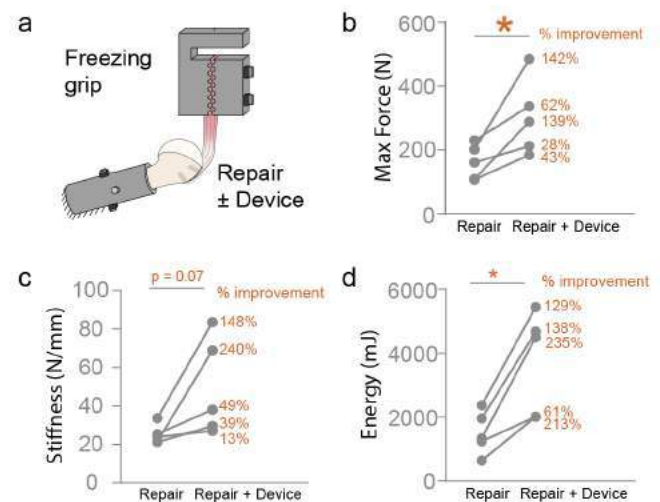 a
Freezing
grip
Repair
± Device
b
*
% improvement
Max Force (N)
600
400
200
0
142%
62%
139%
28%
43%
Repair
Repair + Device
c
p = 0.07
% improvement
Stiffness (N/mm)
100
80
60
40
20
0
148%
240%
49%
39%
13%
Repair
Repair + Device
d
*
% improvement
Energy (mJ)
6000
4000
2000
0
129%
138%
235%
61%
213%
Repair
Repair + Device